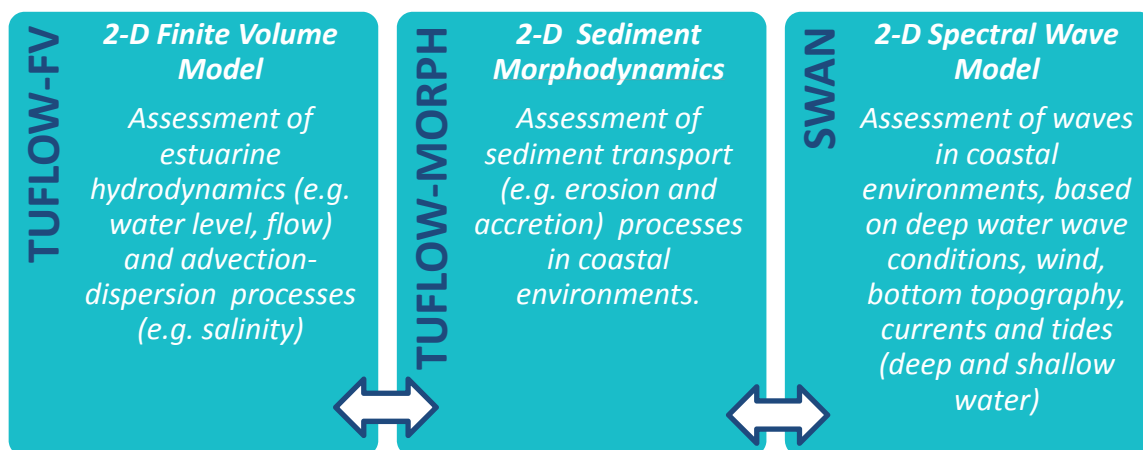 TUFLOW-FV
2-D Finite Volume
Model
Assessment of
estuarine
hydrodynamics (e.g.
water level, flow)
and advection-
dispersion processes
(e.g. salinity)
TUFLOW-MORPH
2-D Sediment
Morphodynamics
Assessment of
sediment transport
(e.g. erosion and
accretion) processes
in coastal
environments.
SWAN
2-D Spectral Wave
Model
Assessment of waves
in coastal
environments, based
on deep water wave
conditions, wind,
bottom topography,
currents and tides
(deep and shallow
water)